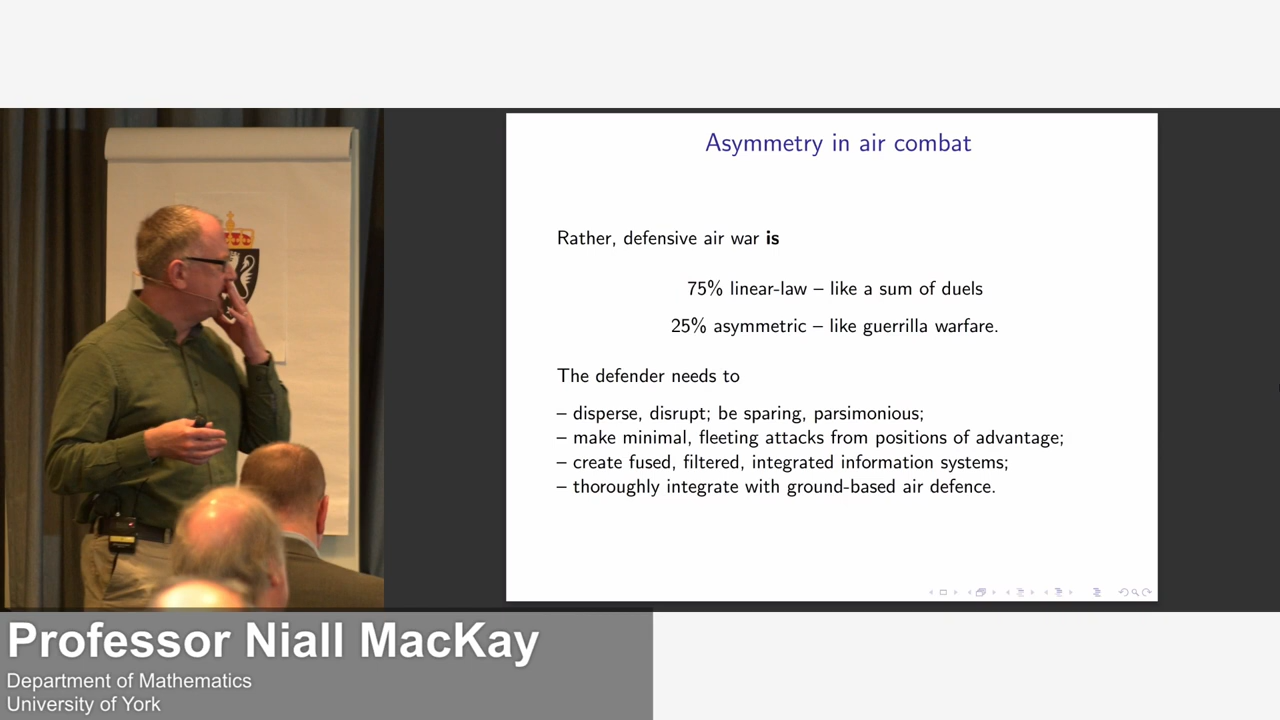 Asymmetry in air combat
Rather, defensive air war is
75% linear-law – like a sum of duels
25% asymmetric – like guerrilla warfare.
The defender needs to
– disperse, disrupt; be sparing, parsimonious;
– make minimal, fleeting attacks from positions of advantage;
– create fused, filtered, integrated information systems;
– thoroughly integrate with ground-based air defence.
Professor Niall MacKay
Department of Mathematics
University of York